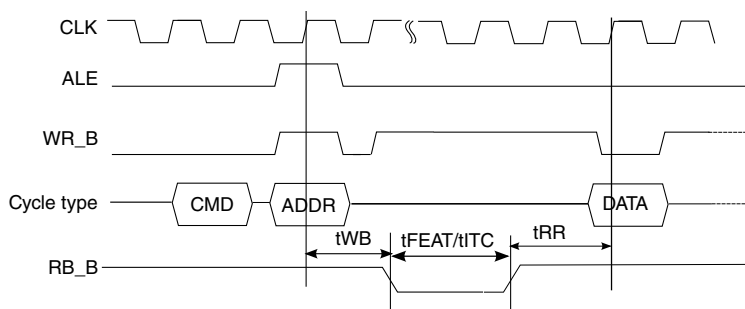 CLK
ALE
WR_B
Cycle type
CMD
ADDR
DATA
tWB
tFEAT/tITC
tRR
RB_B